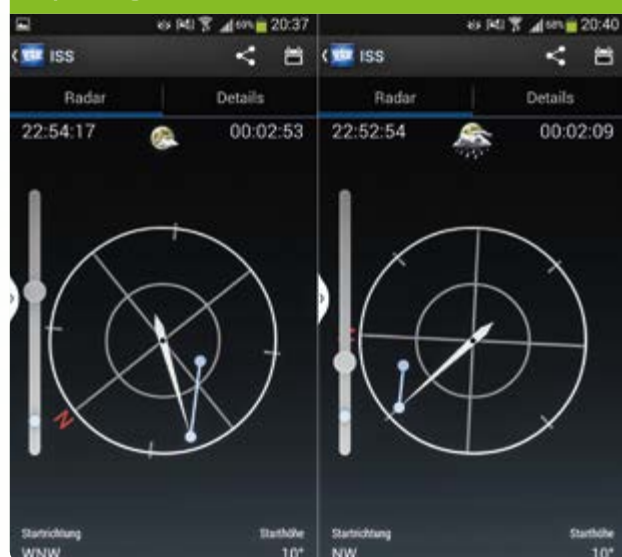 20:37
ISS
Radar Details
22:54:17 00:02:53
N
Startrichtung Starthöhe
WNW 10°
20:40
ISS
Radar Details
22:52:54 00:02:09
Startrichtung Starthöhe
NW 10°